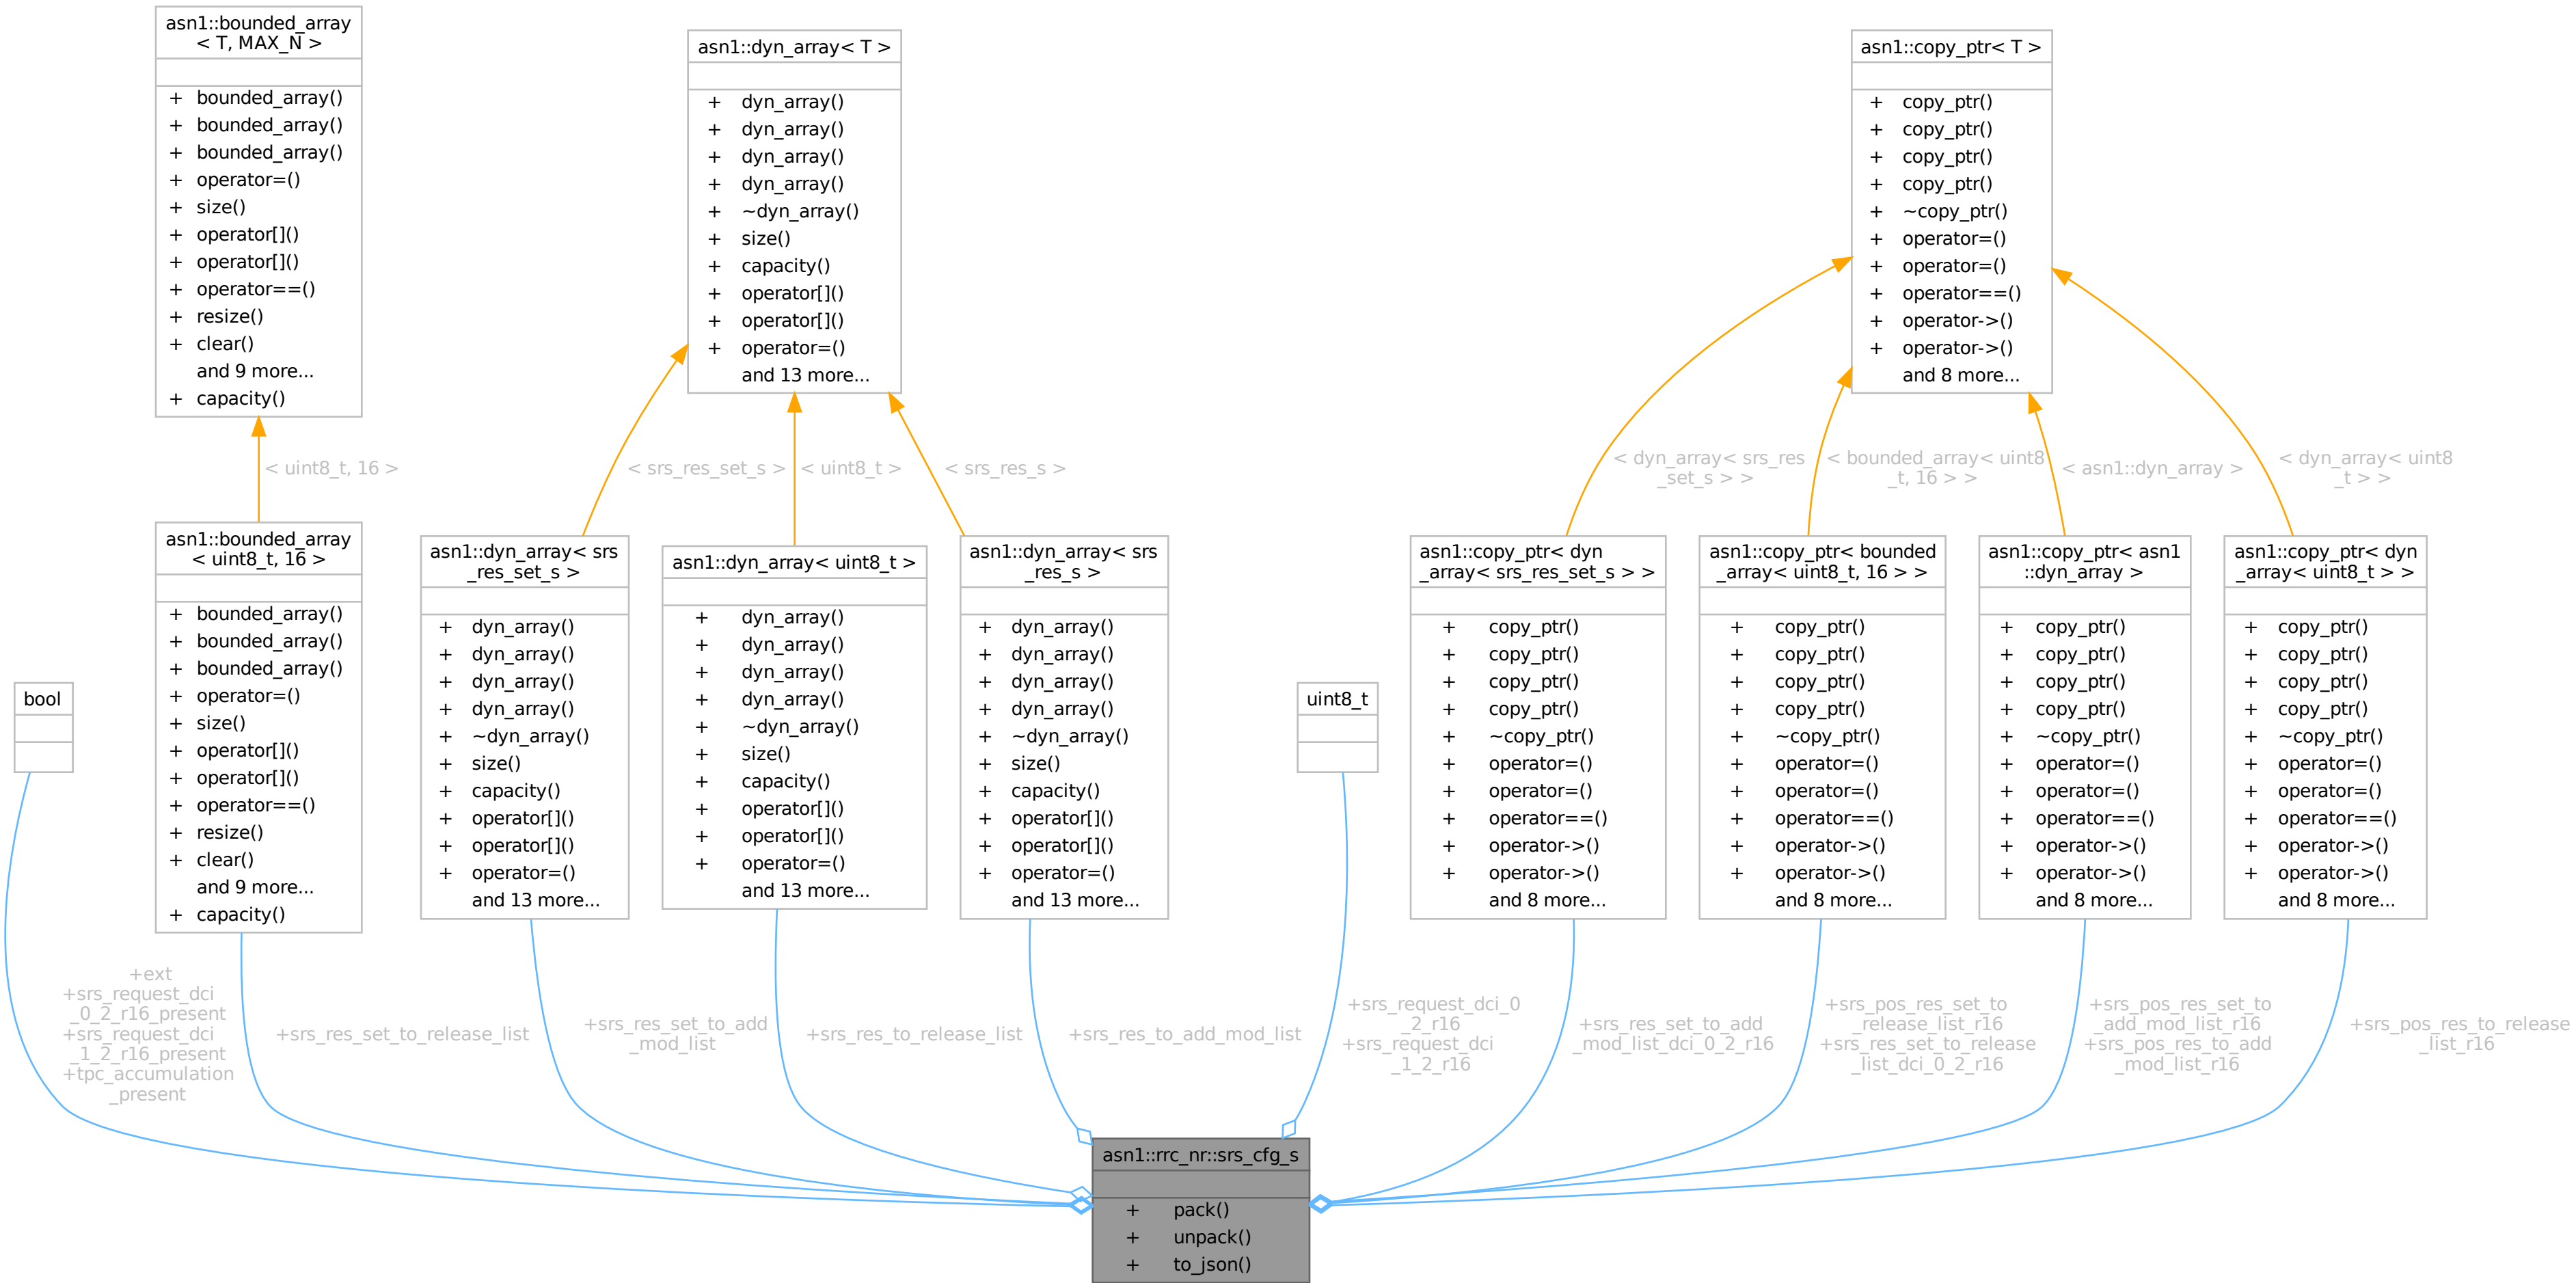 asn1::bounded_array
< T, MAX_N >
+ bounded_array()
+ bounded_array()
+ bounded_array()
+ operator=()
+ size()
+ operator[]()
+ operator[]()
+ operator==()
+ resize()
+ clear()
and 9 more...
+ capacity()
asn1::dyn_array< T >
+ dyn_array()
+ dyn_array()
+ dyn_array()
+ dyn_array()
+ ~dyn_array()
+ size()
+ capacity()
+ operator[]()
+ operator[]()
+ operator=()
and 13 more...
asn1::copy_ptr< T >
+ copy_ptr()
+ copy_ptr()
+ copy_ptr()
+ copy_ptr()
+ ~copy_ptr()
+ operator=()
+ operator=()
+ operator==()
+ operator->()
+ operator->()
and 8 more...
< uint8_t, 16 >
< srs_res_set_s >
< uint8_t >
< srs_res_s >
< dyn_array< srs_res
_set_s > >
< bounded_array< uint8
_t, 16 > >
< asn1::dyn_array >
< dyn_array< uint8
_t > >
bool
asn1::bounded_array
< uint8_t, 16 >
+ bounded_array()
+ bounded_array()
+ bounded_array()
+ operator=()
+ size()
+ operator[]()
+ operator[]()
+ operator==()
+ resize()
+ clear()
and 9 more...
+ capacity()
asn1::dyn_array< srs
_res_set_s >
+ dyn_array()
+ dyn_array()
+ dyn_array()
+ dyn_array()
+ ~dyn_array()
+ size()
+ capacity()
+ operator[]()
+ operator[]()
+ operator=()
and 13 more...
asn1::dyn_array< uint8_t >
+ dyn_array()
+ dyn_array()
+ dyn_array()
+ dyn_array()
+ ~dyn_array()
+ size()
+ capacity()
+ operator[]()
+ operator[]()
+ operator=()
and 13 more...
asn1::dyn_array< srs
_res_s >
+ dyn_array()
+ dyn_array()
+ dyn_array()
+ dyn_array()
+ ~dyn_array()
+ size()
+ capacity()
+ operator[]()
+ operator[]()
+ operator=()
and 13 more...
uint8_t
asn1::copy_ptr< dyn
_array< srs_res_set_s > >
+ copy_ptr()
+ copy_ptr()
+ copy_ptr()
+ copy_ptr()
+ ~copy_ptr()
+ operator=()
+ operator=()
+ operator==()
+ operator->()
+ operator->()
and 8 more...
asn1::copy_ptr< bounded
_array< uint8_t, 16 > >
+ copy_ptr()
+ copy_ptr()
+ copy_ptr()
+ copy_ptr()
+ ~copy_ptr()
+ operator=()
+ operator=()
+ operator==()
+ operator->()
+ operator->()
and 8 more...
asn1::copy_ptr< asn1
::dyn_array >
+ copy_ptr()
+ copy_ptr()
+ copy_ptr()
+ copy_ptr()
+ ~copy_ptr()
+ operator=()
+ operator=()
+ operator==()
+ operator->()
+ operator->()
and 8 more...
asn1::copy_ptr< dyn
_array< uint8_t > >
+ copy_ptr()
+ copy_ptr()
+ copy_ptr()
+ copy_ptr()
+ ~copy_ptr()
+ operator=()
+ operator=()
+ operator==()
+ operator->()
+ operator->()
and 8 more...
+ext
+srs_request_dci
_0_2_r16_present
+srs_request_dci
_1_2_r16_present
+tpc_accumulation
_present
+srs_res_set_to_release_list
+srs_res_set_to_add
_mod_list
+srs_res_to_release_list
+srs_res_to_add_mod_list
+srs_request_dci_0
_2_r16
+srs_request_dci
_1_2_r16
+srs_res_set_to_add
_mod_list_dci_0_2_r16
+srs_pos_res_set_to
_release_list_r16
+srs_res_set_to_release
_list_dci_0_2_r16
+srs_pos_res_set_to
_add_mod_list_r16
+srs_pos_res_to_add
_mod_list_r16
+srs_pos_res_to_release
_list_r16
asn1::rrc_nr::srs_cfg_s
+ pack()
+ unpack()
+ to_json()